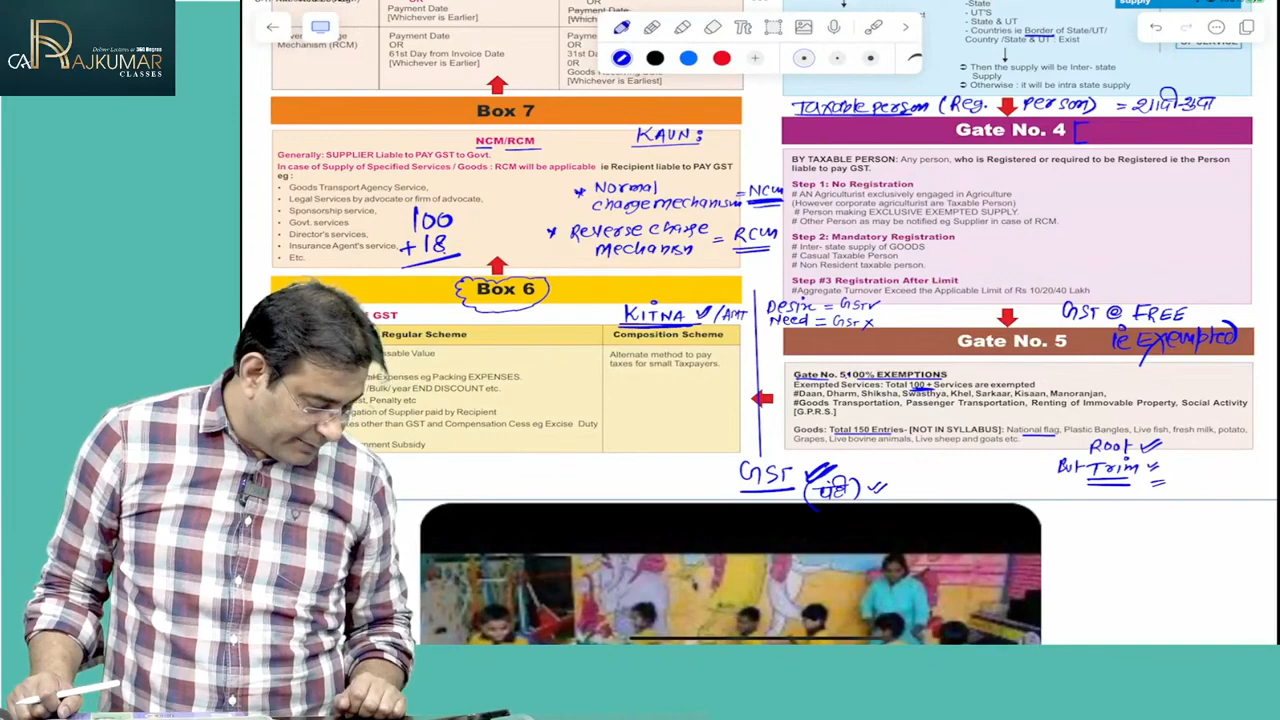 Deliver Lectures at 360 Degree
CA RAJKUMAR
CLASSES
Payment Date
[Whichever is Earlier]
Mechanism (RCM)
Payment Date
OR
61st Day from Invoice Date
[Whichever is Earlier]
Payment Date
[Whichever is Earlier]
Payment Date
OR
OR
Goods
[Whichever is Earliest]
Box 7
NCM/RCM
KAUN:
Generally: SUPPLIER Liable to PAY GST to Govt.
In case of Supply of Specified Services / Goods : RCM will be applicable ie Recipient liable to PAY GST
eg :
• Goods Transport Agency Service,
• Legal Services by advocate or firm of advocate,
• Sponsorship service,
• Govt. services
• Director's services,
• Insurance Agent's service,
• Etc.
100
+ 18
* Normal
charge mechanism = NCM
* Reverse charge
Mechanism = RCM
Box 6
KITNA
GST
Regular Scheme
Composition Scheme
Value
Expenses eg Packing EXPENSES.
/Bulk/ year END DISCOUNT etc.
Penalty etc
of Supplier paid by Recipient
other than GST and Compensation Cess eg Excise Duty
Subsidy
Alternate method to pay
taxes for small Taxpayers.
supply
-State
- UT'S
- State & UT
- Countries ie Border of State/UT/
Country /State & UT Exist
Then the supply will be Inter- state
Supply
Otherwise : it will be intra state supply
OF SERVICE
Taxable person (Reg. person) = शादी-शुदा
Gate No. 4
BY TAXABLE PERSON: Any person, who is Registered or required to be Registered ie the Person
liable to pay GST.
Step 1: No Registration
# AN Agriculturist exclusively engaged in Agriculture
(However corporate agriculturist are Taxable Person)
# Person making EXCLUSIVE EXEMPTED SUPPLY.
# Other Person as may be notified eg Supplier in case of RCM.
Step 2: Mandatory Registration
# Inter- state supply of GOODS
# Casual Taxable Person
# Non Resident taxable person.
Step #3 Registration After Limit
#Aggregate Turnover Exceed the Applicable Limit of Rs 10/20/40 Lakh
Desire = GST✓
Need = GST x
GST @ FREE
ie Exempted
Gate No. 5
Gate No. 5 100% EXEMPTIONS
Exempted Services: Total 100 + Services are exempted
#Daan, Dharm, Shiksha, Swasthya, Khel, Sarkaar, Kisaan, Manoranjan,
#Goods Transportation, Passenger Transportation, Renting of Immovable Property, Social Activity
[G.P.R.S.]
Goods: Total 150 Entries- [NOT IN SYLLABUS]: National flag, Plastic Bangles, Live fish, fresh milk, potato,
Grapes, Live bovine animals, Live sheep and goats etc.
Root ✓
But Trim
GST ✓